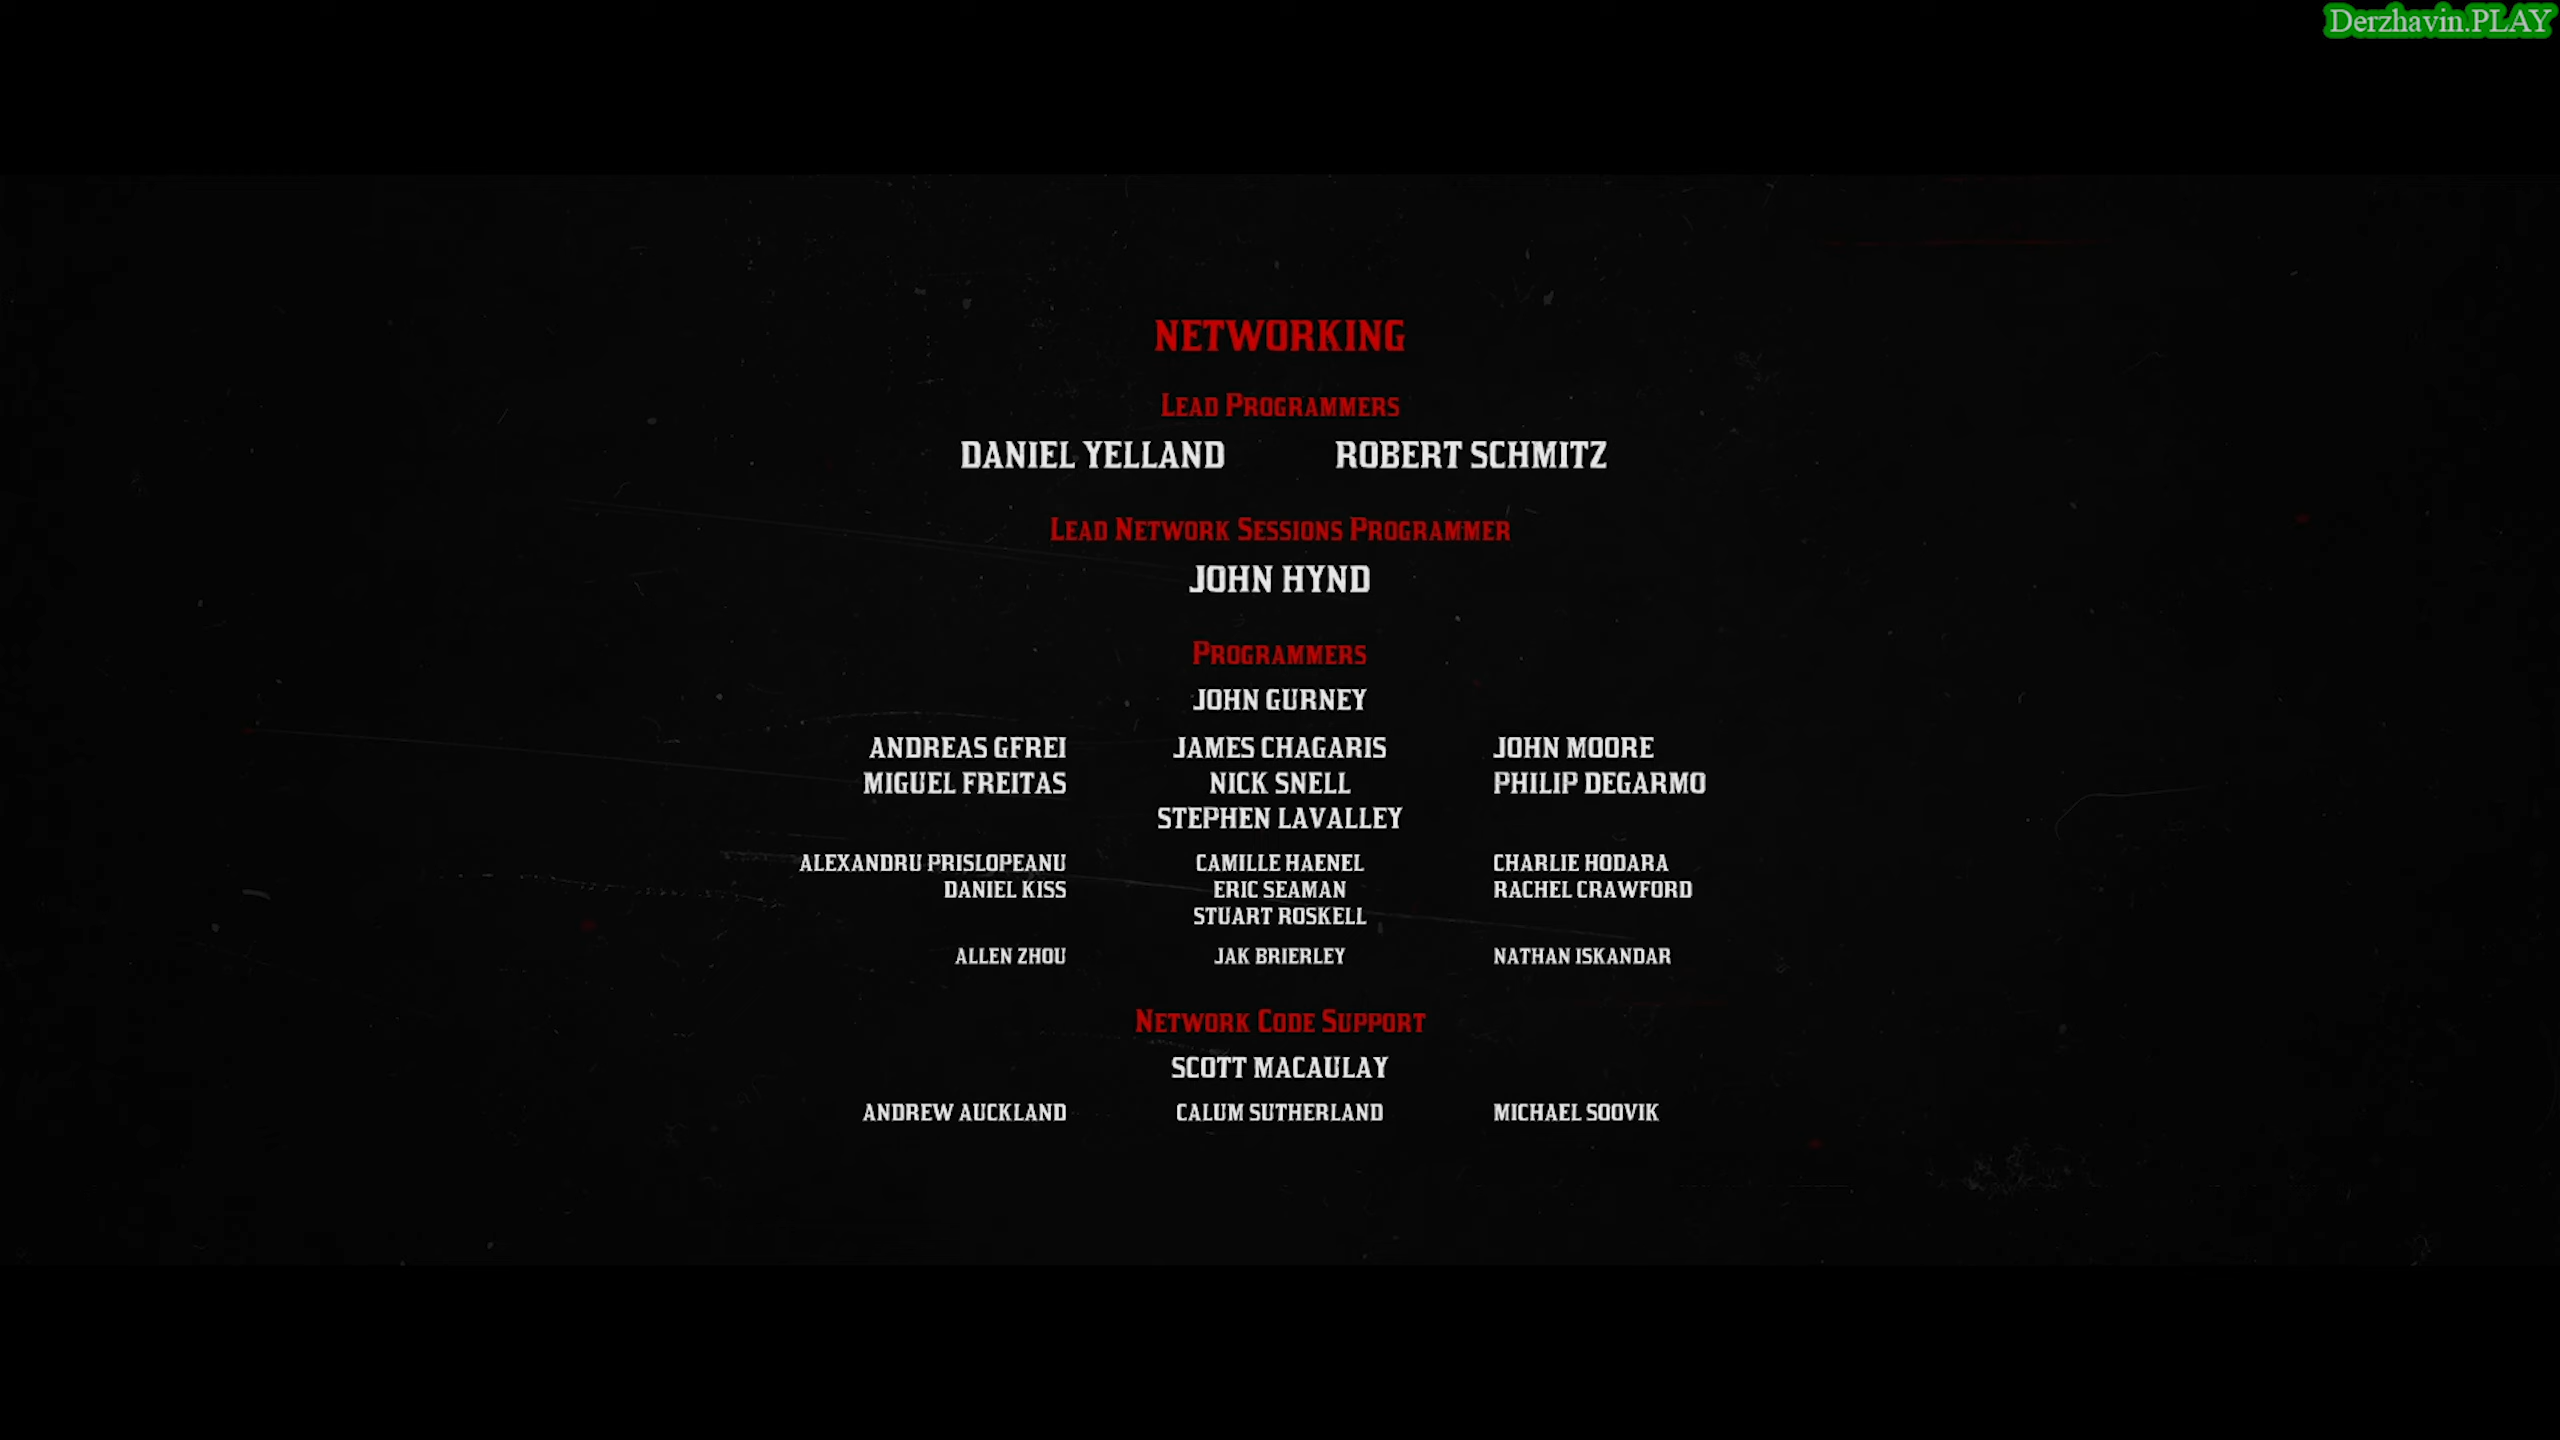 Derzhavin.PLAY
NETWORKING
LEAD PROGRAMMERS
DANIEL YELLAND ROBERT SCHMITZ
LEAD NETWORK SESSIONS PROGRAMMER
JOHN HYND
PROGRAMMERS
JOHN GURNEY
ANDREAS GFREI JAMES CHAGARIS JOHN MOORE
MIGUEL FREITAS NICK SNELL PHILIP DEGARMO
STEPHEN LAVALLEY
ALEXANDRU PRISLOPEANU CAMILLE HAENEL CHARLIE HODARA
DANIEL KISS ERIC SEAMAN RACHEL CRAWFORD
STUART ROSKELL
ALLEN ZHOU JAK BRIERLEY NATHAN ISKANDAR
NETWORK CODE SUPPORT
SCOTT MACAULAY
ANDREW AUCKLAND CALUM SUTHERLAND MICHAEL SOOVIK